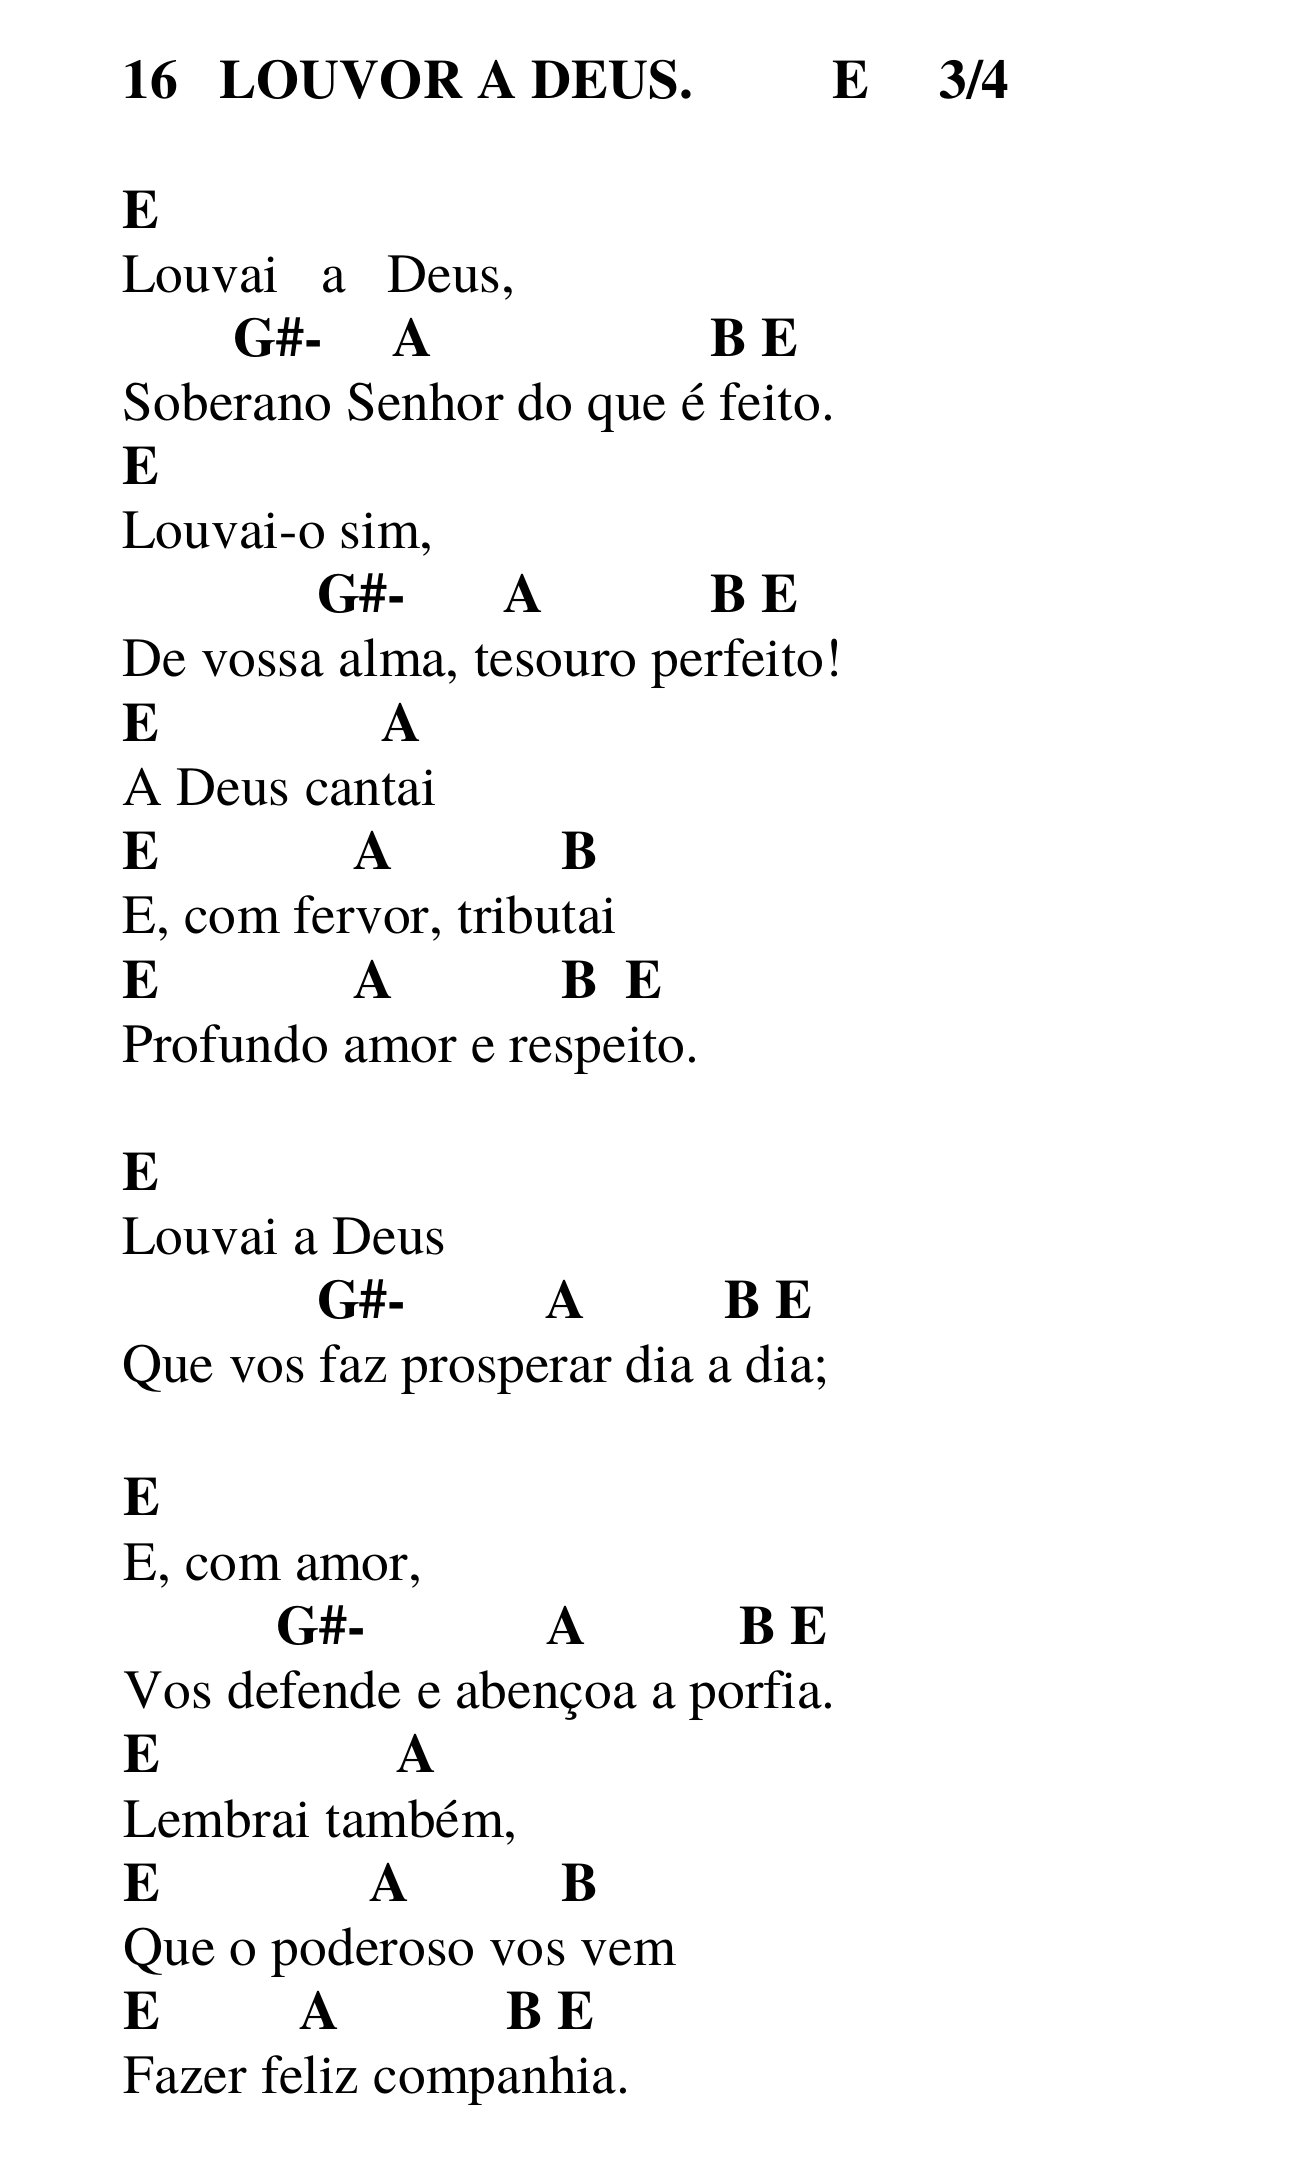 16 LOUVOR A DEUS. E 3/4
E
Louvai a Deus,
G#- A B E
Soberano Senhor do que é feito.
E
Louvai-o sim,
G#- A B E
De vossa alma, tesouro perfeito!
E A
A Deus cantai
E A B
E, com fervor, tributai
E A B E
Profundo amor e respeito.
E
Louvai a Deus
G#- A B E
Que vos faz prosperar dia a dia;
E
E, com amor,
G#- A B E
Vos defende e abençoa a porfia.
E A
Lembrai também,
E A B
Que o poderoso vos vem
E A B E
Fazer feliz companhia.